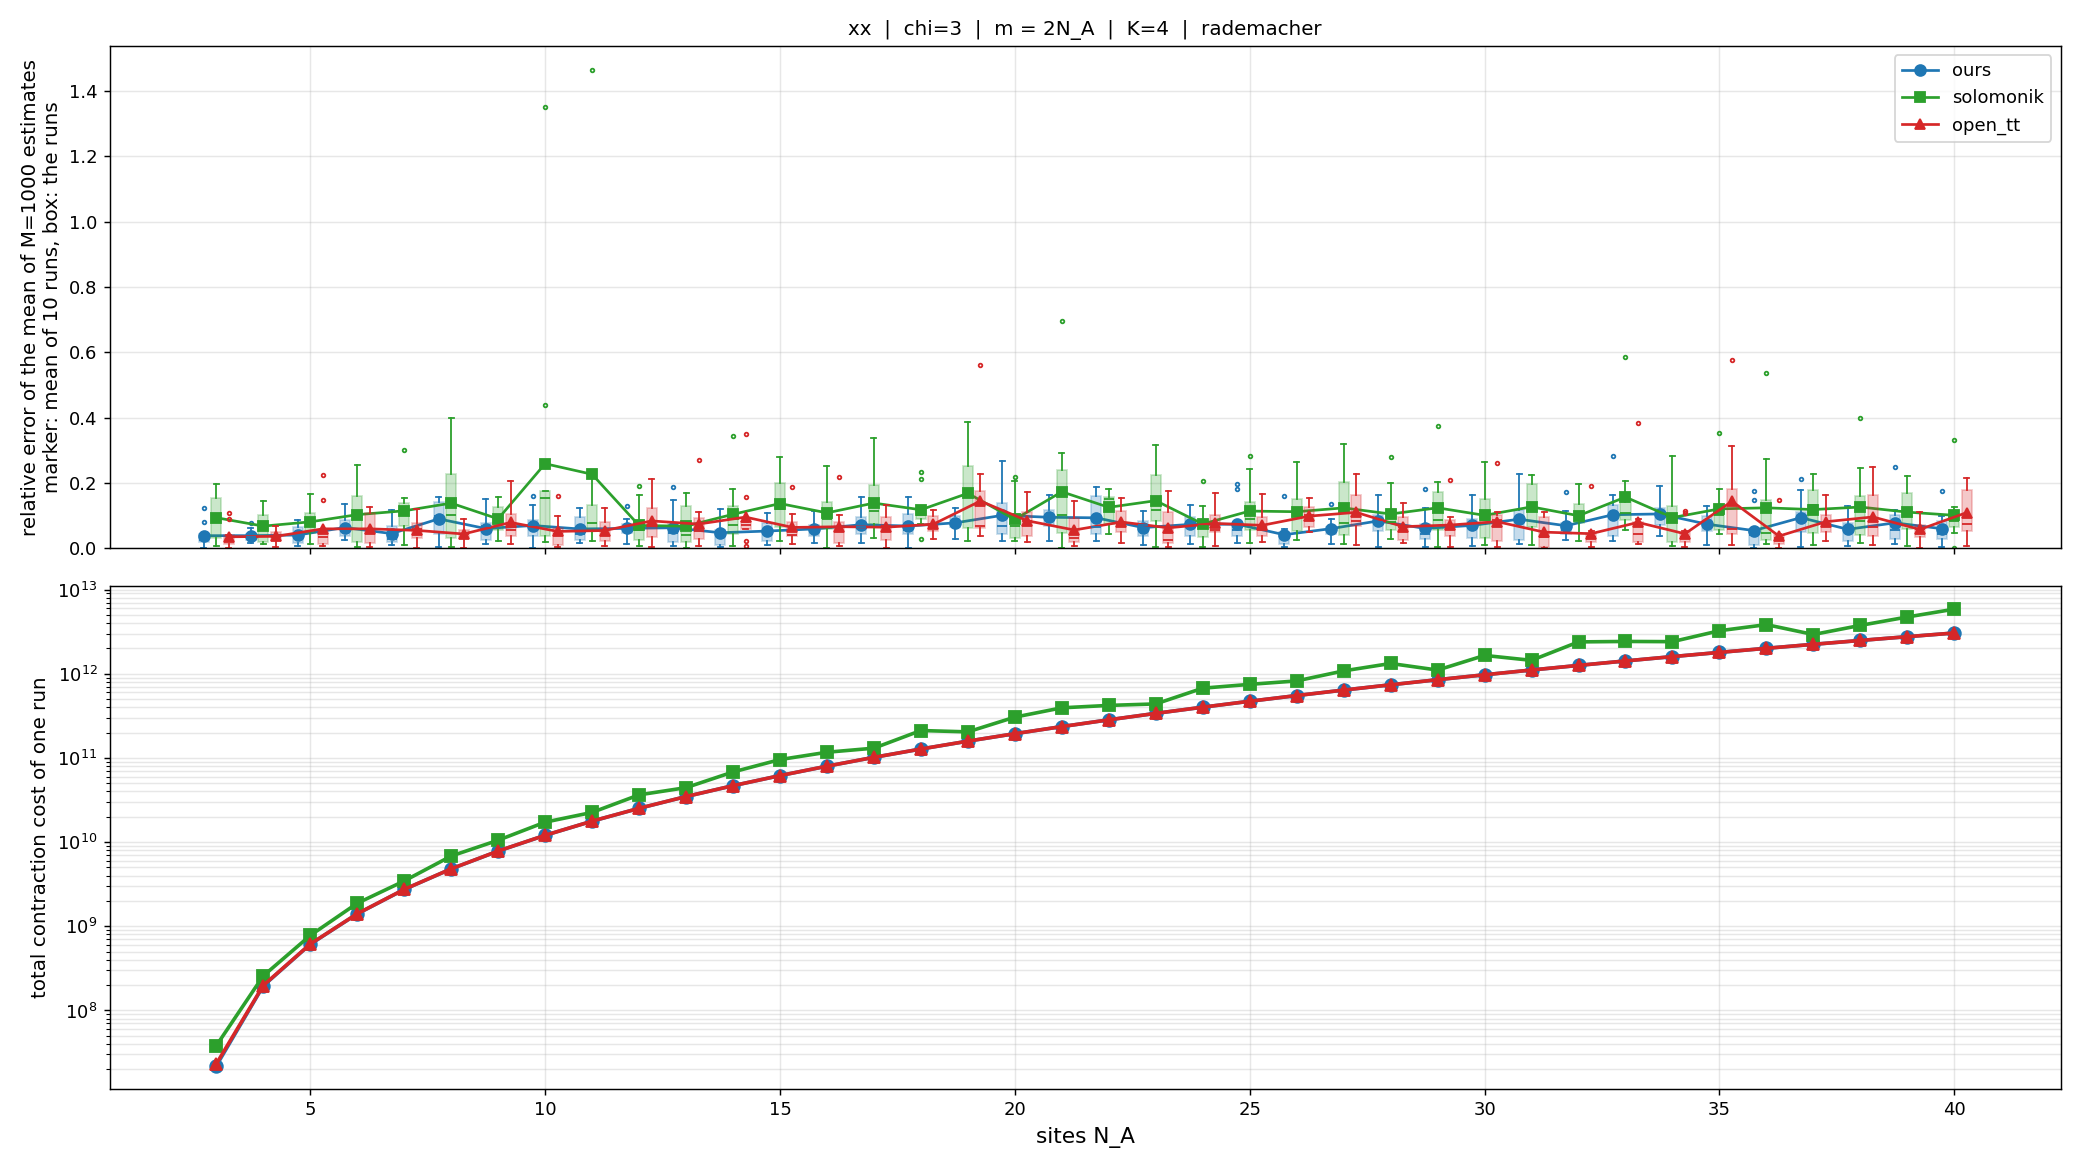 xx | chi=3 | m = 2N_A | K=4 | rademacher
relative error of the mean of M=1000 estimates
marker: mean of 10 runs, box: the runs
1.4
1.2
1.0
0.8
0.6
0.4
0.2
0.0
ours
solomonik
open_tt
total contraction cost of one run
10^13
10^12
10^11
10^10
10^9
10^8
5
10
15
20
25
30
35
40
sites N_A